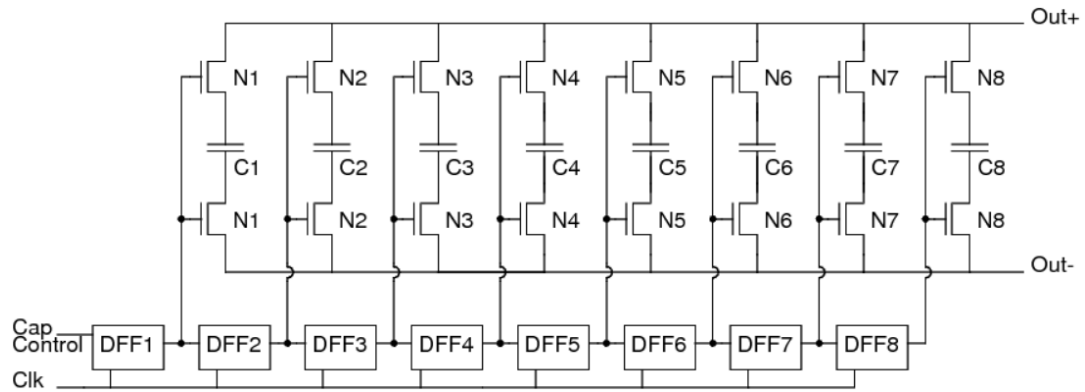 Out+
N1 N2 N3 N4 N5 N6 N7 N8
C1 C2 C3 C4 C5 C6 C7 C8
N1 N2 N3 N4 N5 N6 N7 N8
Out-
Cap
Control DFF1 DFF2 DFF3 DFF4 DFF5 DFF6 DFF7 DFF8
Clk